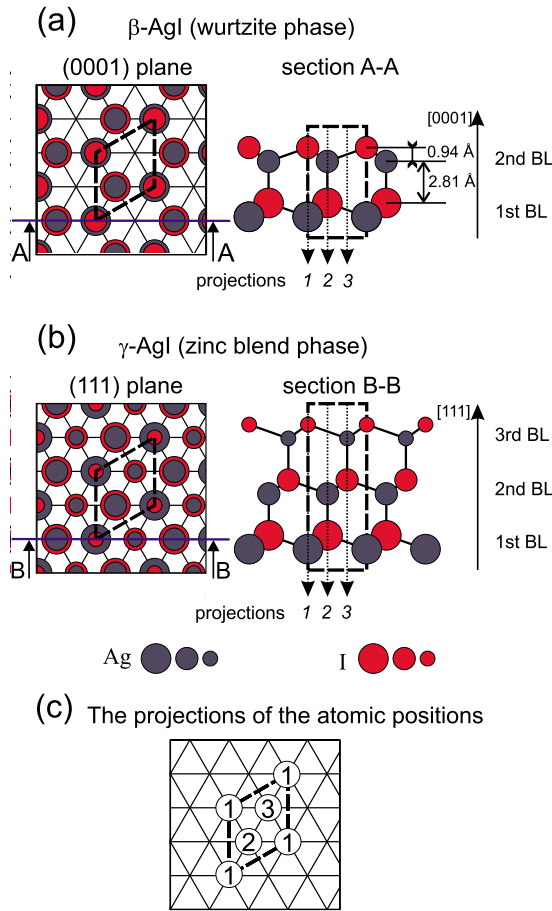 (a)
β-AgI (wurtzite phase)
(0001) plane
section A-A
[0001]
0.94 Å
2nd BL
2.81 Å
1st BL
A
A
projections 1 2 3
(b)
γ-AgI (zinc blend phase)
(111) plane
section B-B
[111]
3rd BL
2nd BL
1st BL
B
B
projections 1 2 3
Ag
I
(c)
The projections of the atomic positions
1
1 3
2 1
1